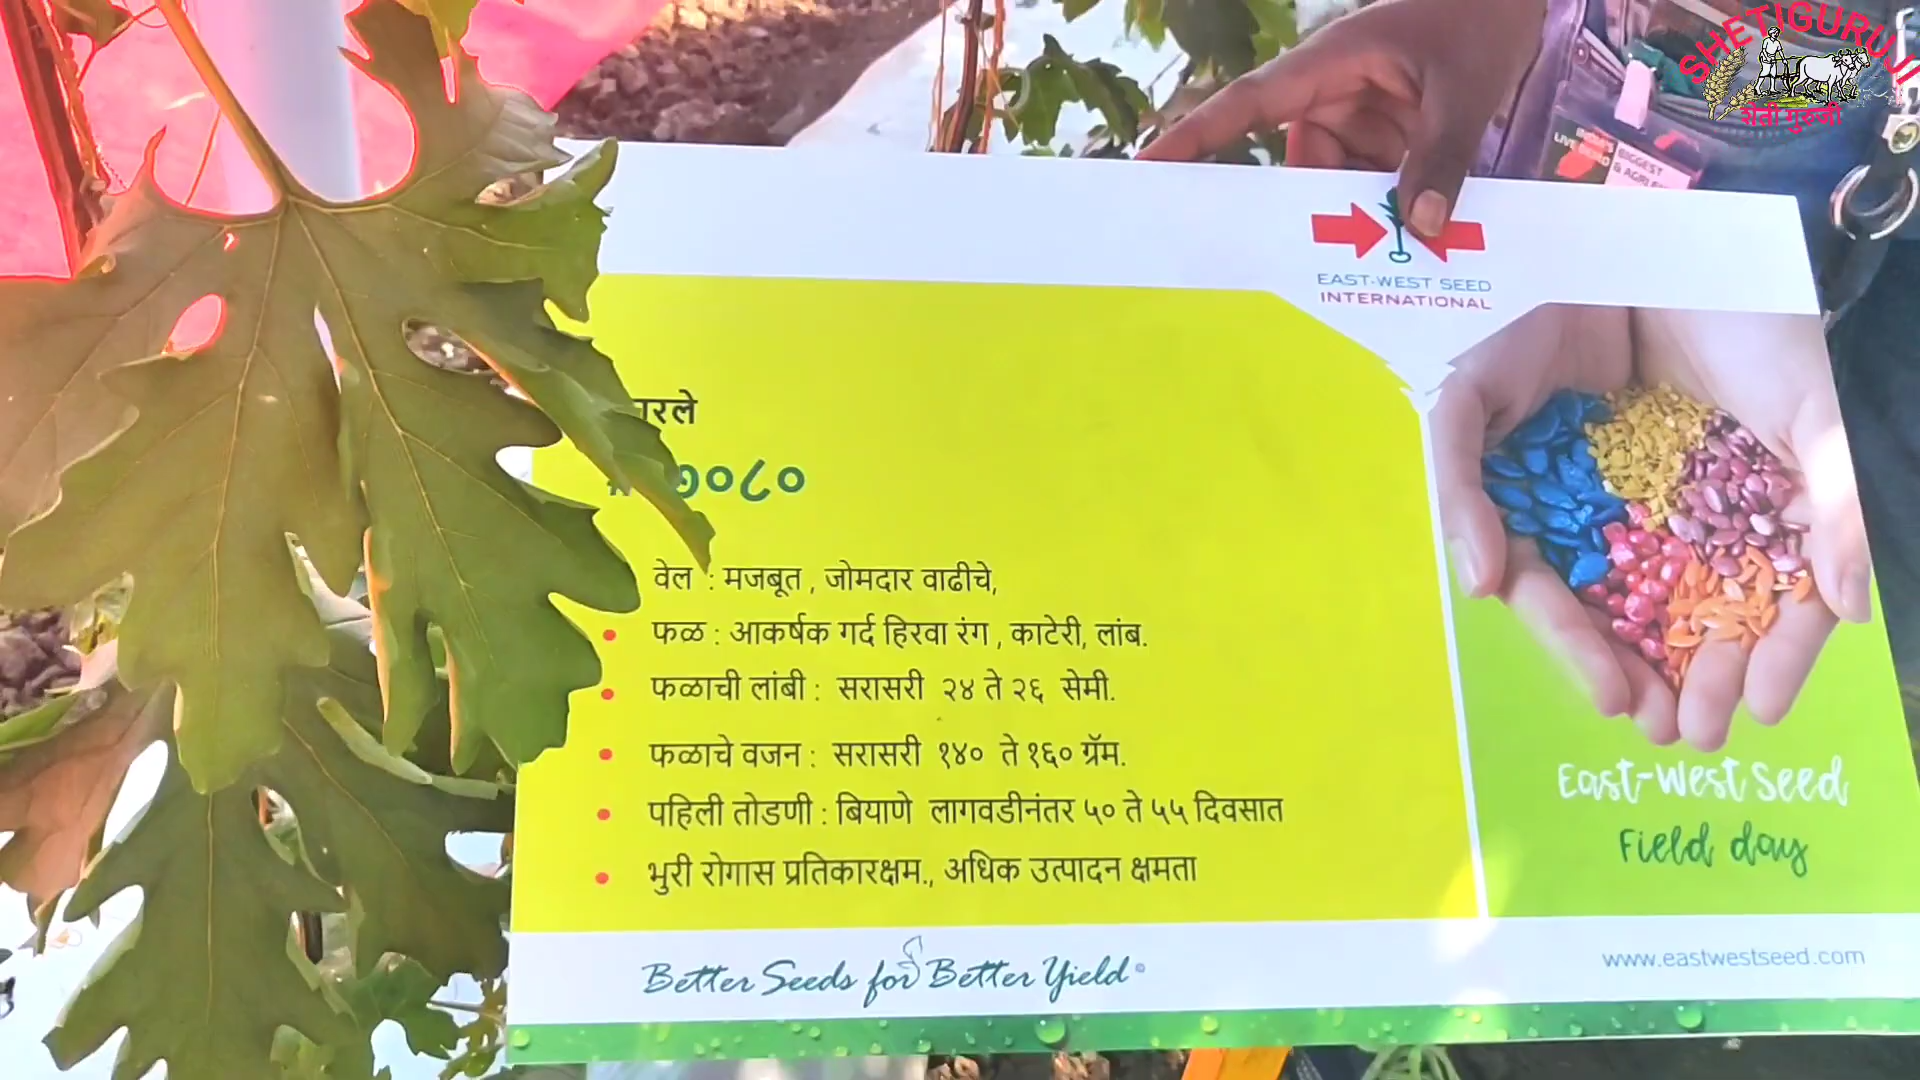 SHETIGURUJI
शेती गुरुजी
BIGGEST
EAST-WEST SEED
INTERNATIONAL
७०८०
वेल : मजबूत , जोमदार वाढीचे,
फळ : आकर्षक गर्द हिरवा रंग , काटेरी, लांब.
फळाची लांबी : सरासरी २४ ते २६ सेमी.
फळाचे वजन : सरासरी १४० ते १६० ग्रॅम.
पहिली तोडणी : बियाणे लागवडीनंतर ५० ते ५५ दिवसात
भुरी रोगास प्रतिकारक्षम., अधिक उत्पादन क्षमता
East-West Seed
Field day
Better Seeds for Better Yield
www.eastwestseed.com